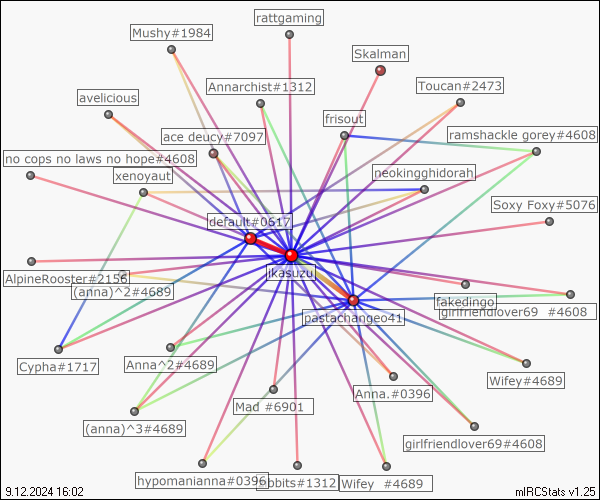 rattgaming
Mushy#1984
Skalman
Annarchist#1312
Toucan#2473
avelicious
frisout
ace deucy#7097
ramshackle gorey#4608
no cops no laws no hope#4608
xenoyaut
neokingghidorah
Soxy Foxy#5076
default#0617
jkasuzu
AlpineRooster#2156
(anna)^2#4689
fakedingo
girlfriendlover69 #4608
pastachangeo41
Cypha#1717
Anna^2#4689
Wifey#4689
Anna.#0396
Mad #6901
(anna)^3#4689
girlfriendlover69#4608
hypomanianna#0396
bbits#1312
Wifey #4689
9.12.2024 16:02
mIRCStats v1.25